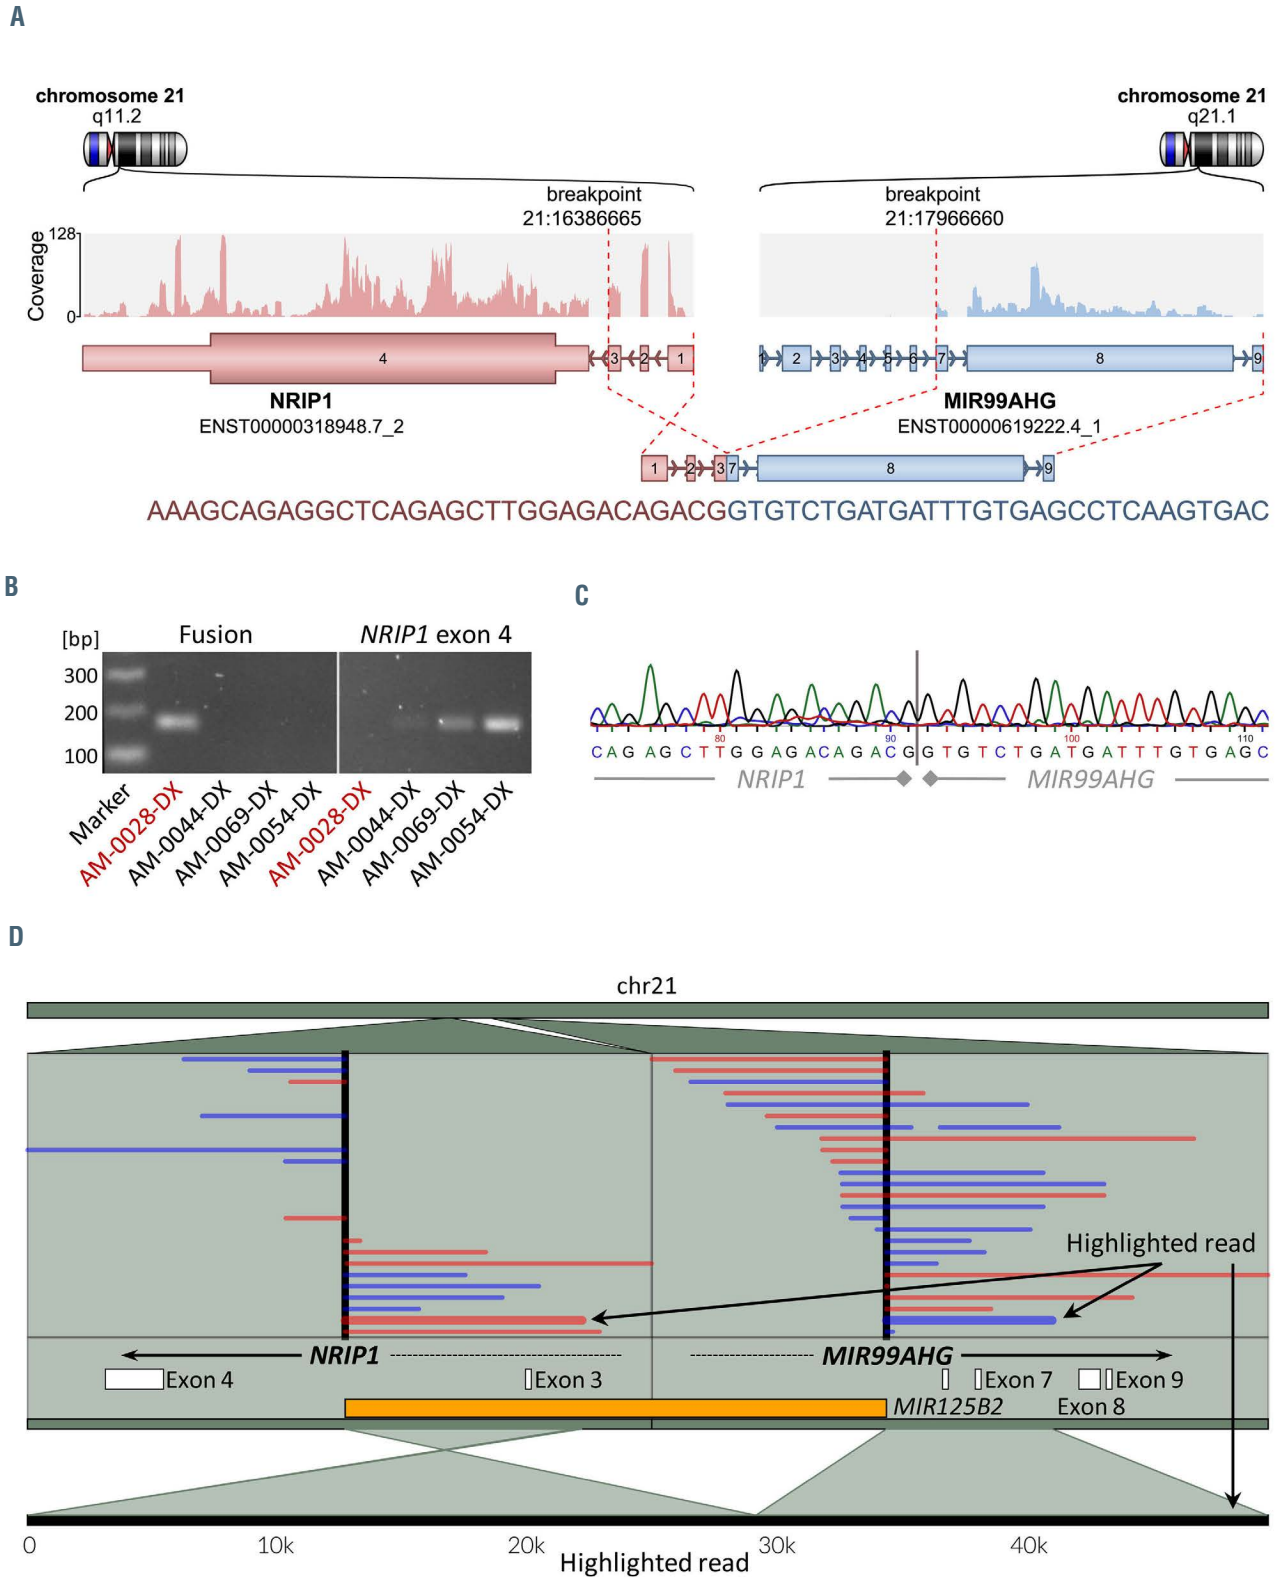 A
chromosome 21
q11.2
chromosome 21
q21.1
breakpoint
21:16386665
breakpoint
21:17966660
Coverage
128
0
4
3
2
1
1
2
3
4
5
6
7
8
9
NRIP1
ENST00000318948.7_2
MIR99AHG
ENST00000619222.4_1
1
2
3
7
8
9
AAAGCAGAGGCTCAGAGCTTGGAGACAGACGGTGTCTGATGATTTGTGAGCCTCAAGTGAC
B
[bp]
Fusion
NRIP1 exon 4
300
200
100
Marker
AM-0028-DX
AM-0044-DX
AM-0069-DX
AM-0054-DX
AM-0028-DX
AM-0044-DX
AM-0069-DX
AM-0054-DX
C
80
90
100
110
CAGAGCTTGGAGACAGACGGTGTCTGATGATTTGTGAGC
NRIP1
MIR99AHG
D
chr21
Highlighted read
NRIP1
MIR99AHG
Exon 4
Exon 3
Exon 7
Exon 9
MIR125B2
Exon 8
0
10k
20k
30k
40k
Highlighted read